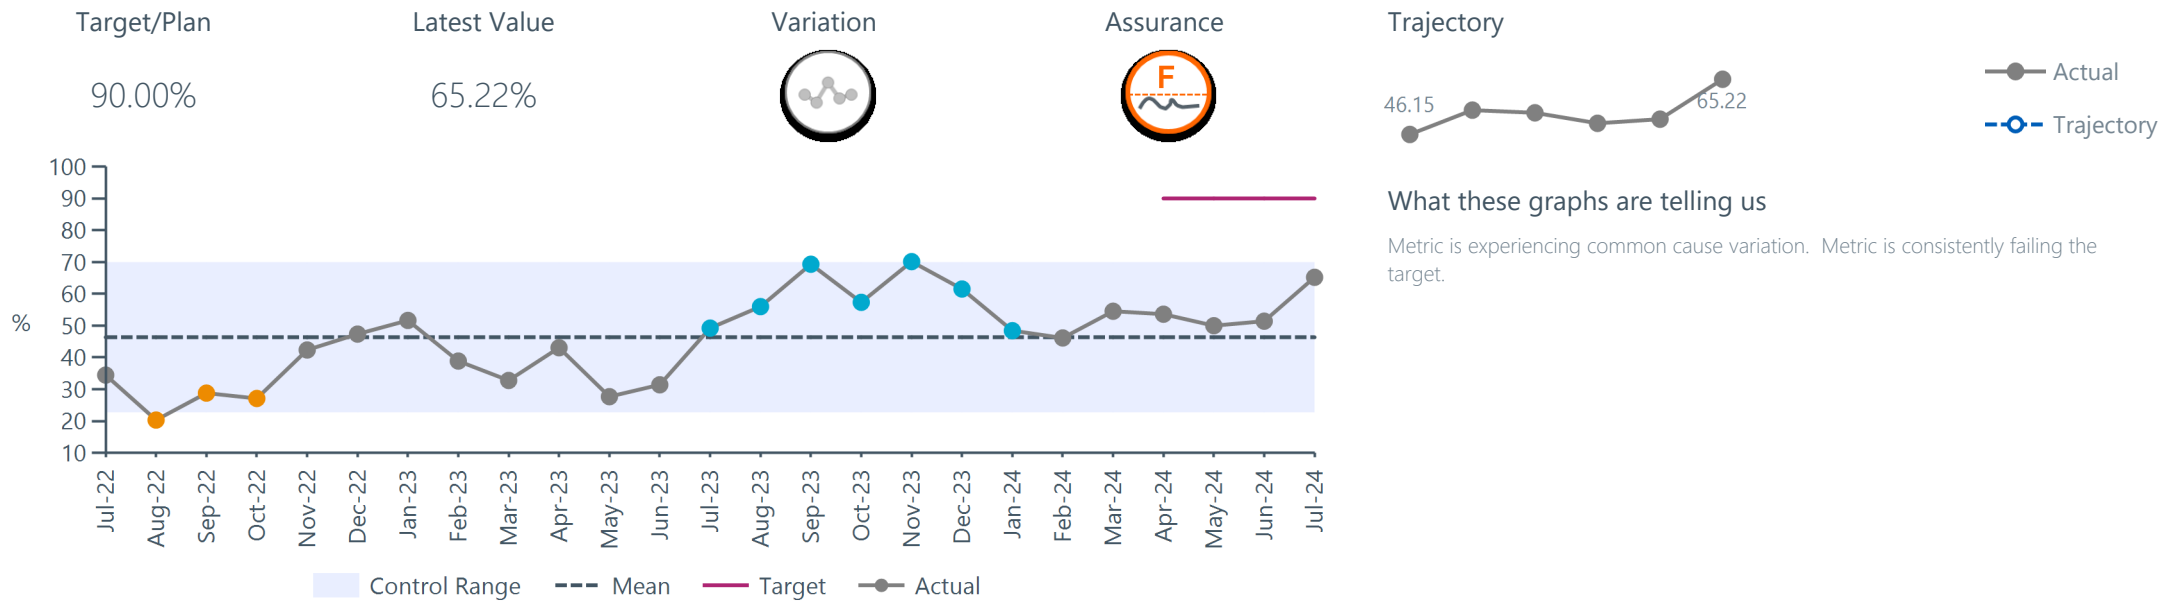 Target/Plan
Latest Value
Variation
Assurance
Trajectory
90.00%
65.22%
F
46.15
65.22
Actual
Trajectory
What these graphs are telling us
Metric is experiencing common cause variation.  Metric is consistently failing the
target.
100
90
80
70
60
50
40
30
20
10
%
Jul-22
Aug-22
Sep-22
Oct-22
Nov-22
Dec-22
Jan-23
Feb-23
Mar-23
Apr-23
May-23
Jun-23
Jul-23
Aug-23
Sep-23
Oct-23
Nov-23
Dec-23
Jan-24
Feb-24
Mar-24
Apr-24
May-24
Jun-24
Jul-24
Control Range
Mean
Target
Actual